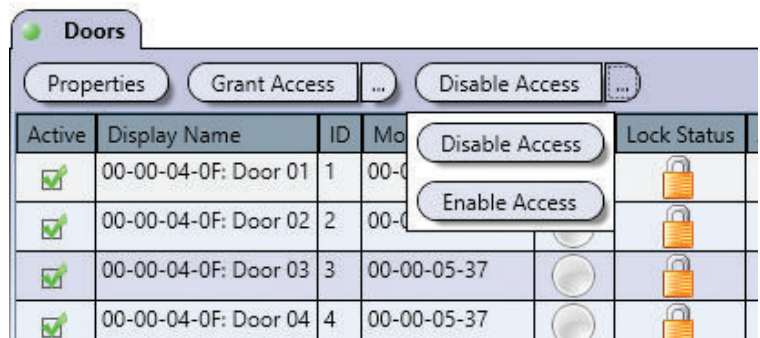 Doors
Properties Grant Access ... Disable Access ...
Active Display Name ID Mo Lock Status
Disable Access
Enable Access
00-00-04-0F: Door 01 1 00-0
00-00-04-0F: Door 02 2 00-0
00-00-04-0F: Door 03 3 00-00-05-37
00-00-04-0F: Door 04 4 00-00-05-37